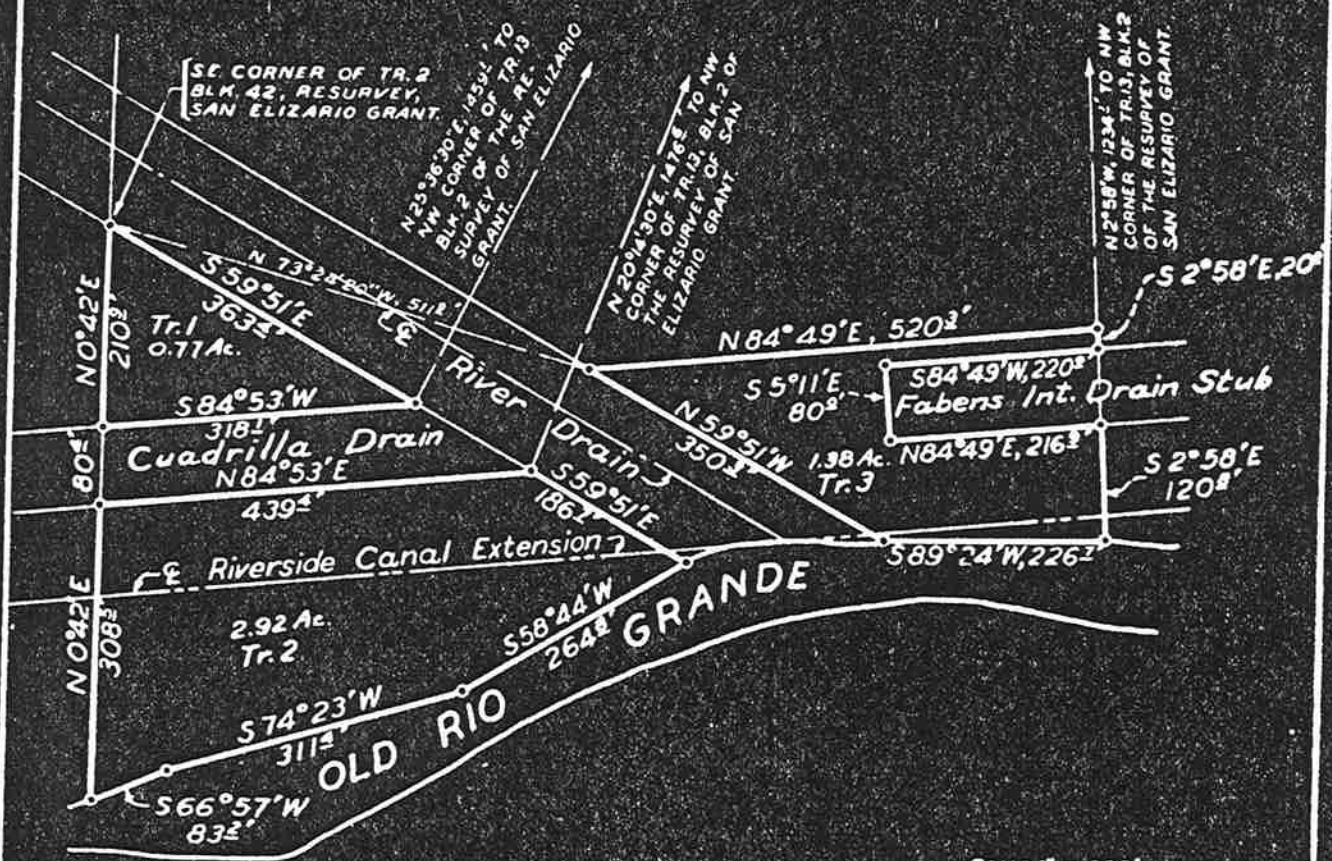 S.E. CORNER OF TR. 2
BLK. 42, RESURVEY,
SAN ELIZARIO GRANT.
N25°36'30"E, 1459± TO
NW CORNER OF TR. 13
BLK. 2 OF THE RE-
SURVEY OF SAN ELIZARIO
GRANT.
N 20°14'30"E, 1476 TO NW
CORNER OF TR. 13, BLK. 2 OF
THE RESURVEY OF SAN
ELIZARIO GRANT
N2°58'W, 1234 TO NW
CORNER OF TR.13, BLK.2
OF THE RESURVEY OF
SAN ELIZARIO GRANT.
S 2°58'E, 20
N 73° W, 511
S 59°51'E
363
N0°42'E
210
Tr. 1
0.77 Ac.
℄ River Drain
N84°49'E, 520
S84°49'W, 220
S 5°11'E
80
Fabens Int. Drain Stub
N84°49'E, 216
N59°51'W
350
1.38 Ac.
Tr. 3
S 2°58'E
120
S 84°53'W
318
Cuadrilla Drain
80
N84°53'E
439
S59°51'E
186
℄ Riverside Canal Extension
S89°24'W, 226
N 0°42'E
308
2.92 Ac.
Tr. 2
S58°44'W
264
S74°23'W
311
OLD RIO GRANDE
S66°57'W
83